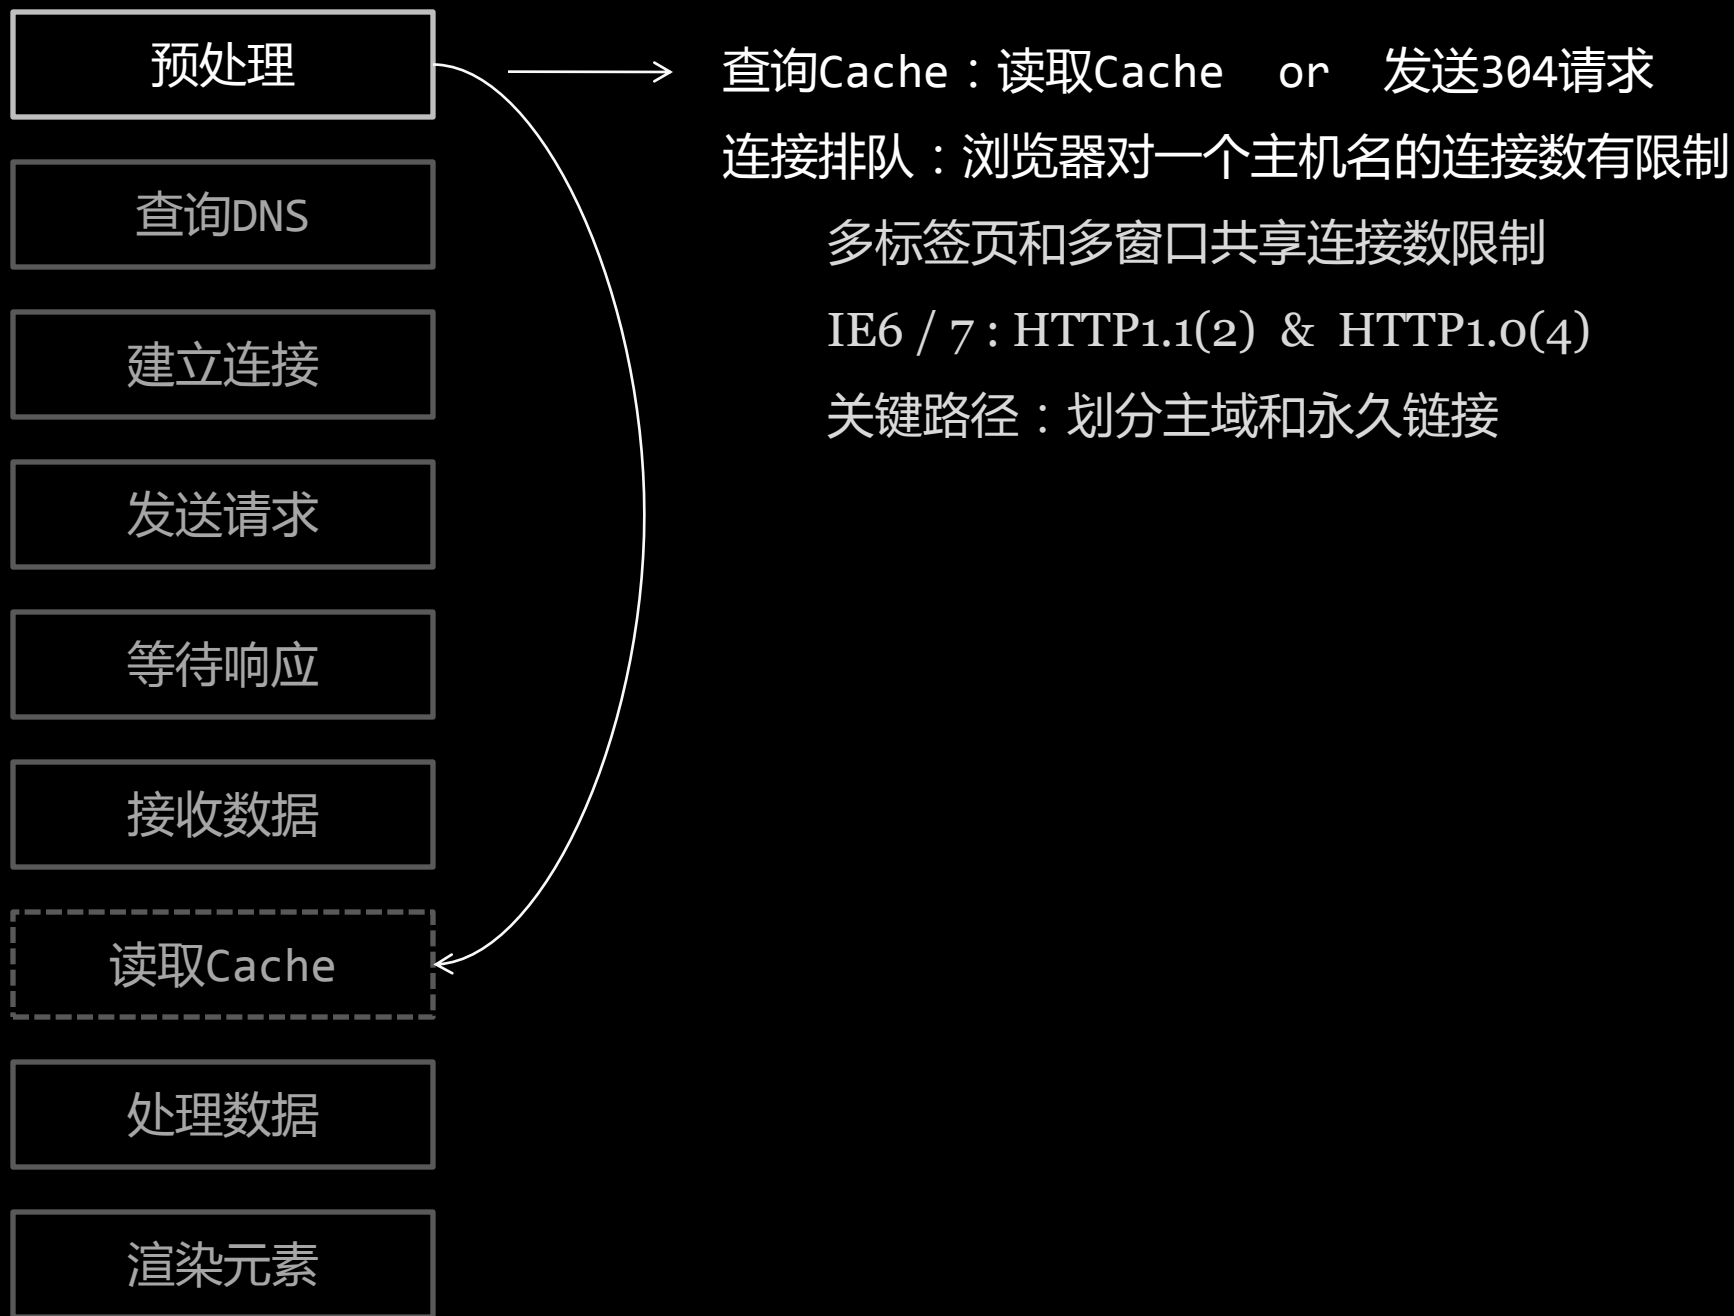 预处理
查询DNS
建立连接
发送请求
等待响应
接收数据
读取Cache
处理数据
渲染元素
查询Cache：读取Cache or 发送304请求
连接排队：浏览器对一个主机名的连接数有限制
多标签页和多窗口共享连接数限制
IE6 / 7 : HTTP1.1(2) & HTTP1.0(4)
关键路径：划分主域和永久链接